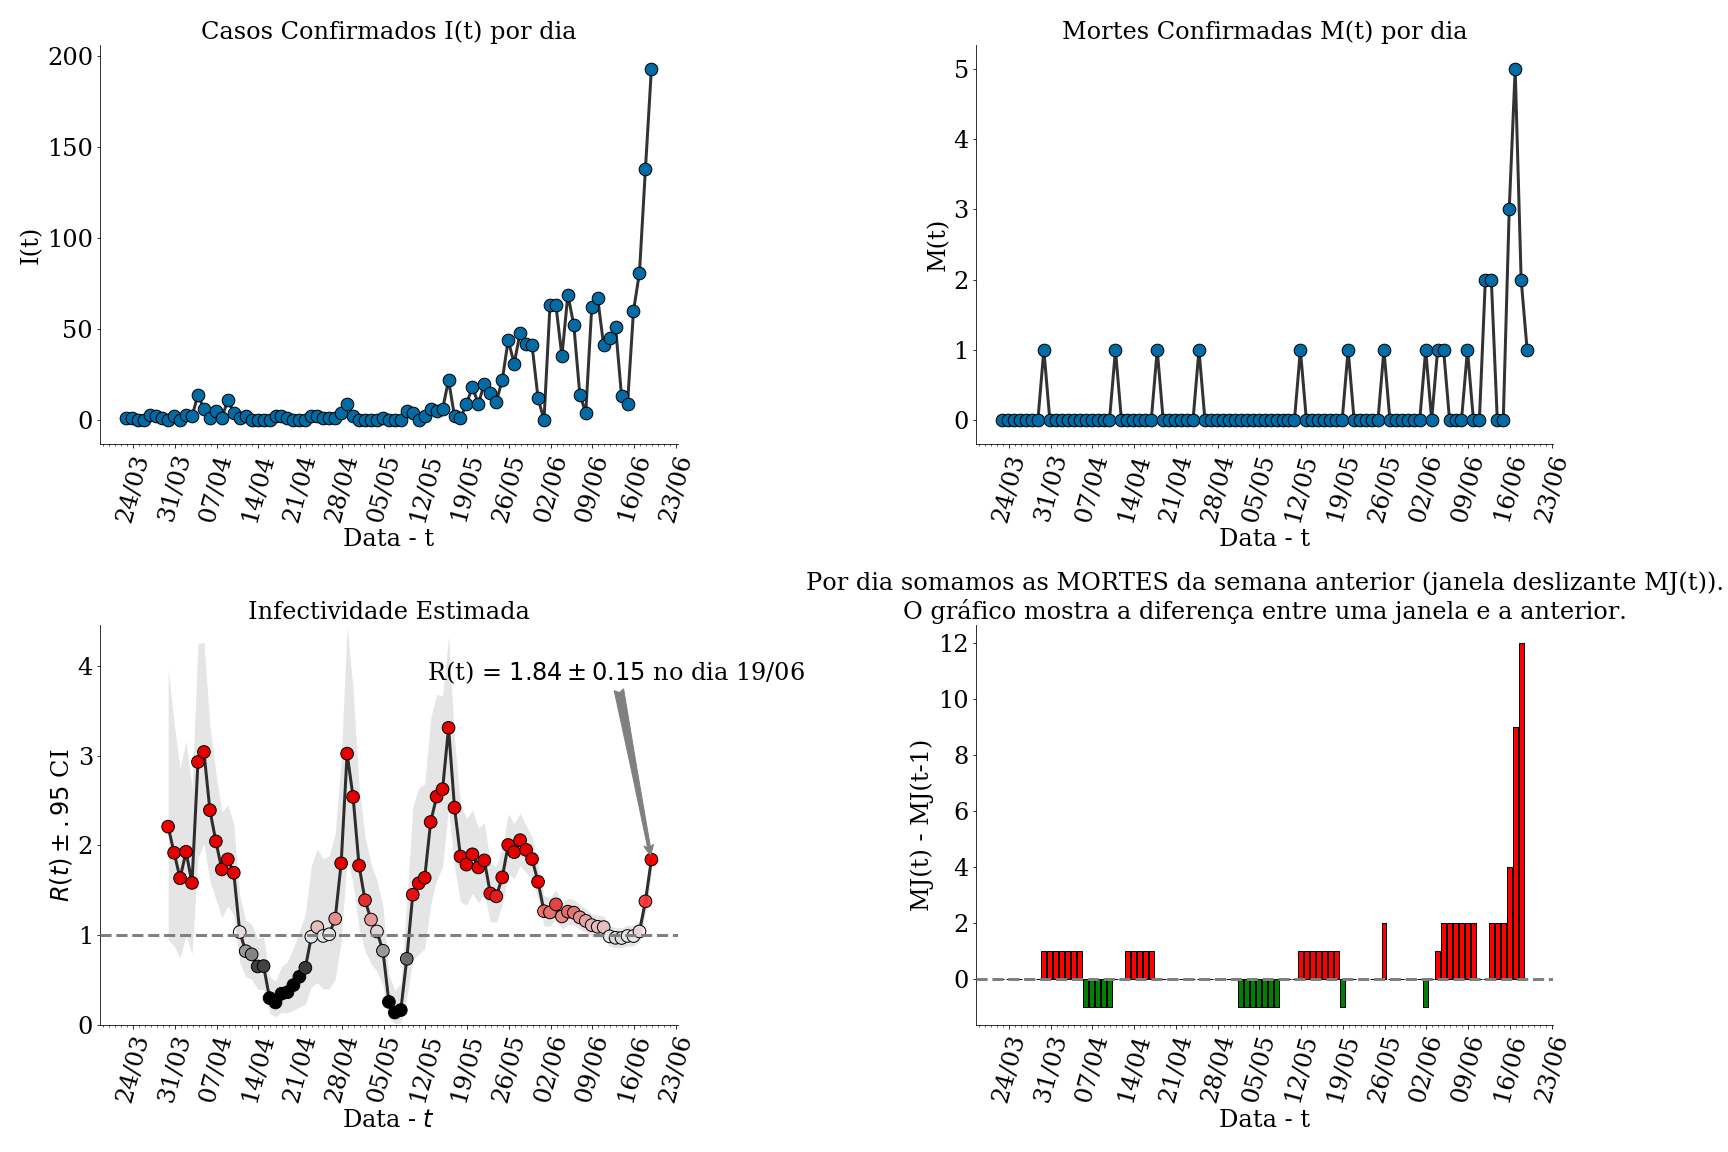 Casos Confirmados I(t) por dia
200
150
100
50
0
I(t)
24/03 31/03 07/04 14/04 21/04 28/04 05/05 12/05 19/05 26/05 02/06 09/06 16/06 23/06
Data - t
Mortes Confirmadas M(t) por dia
5
4
3
2
1
0
M(t)
24/03 31/03 07/04 14/04 21/04 28/04 05/05 12/05 19/05 26/05 02/06 09/06 16/06 23/06
Data - t
Infectividade Estimada
R(t) = 1.84 ± 0.15 no dia 19/06
4
3
2
1
0
R(t) ± .95 CI
24/03 31/03 07/04 14/04 21/04 28/04 05/05 12/05 19/05 26/05 02/06 09/06 16/06 23/06
Data - t
Por dia somamos as MORTES da semana anterior (janela deslizante MJ(t)).
O gráfico mostra a diferença entre uma janela e a anterior.
12
10
8
6
4
2
0
MJ(t) - MJ(t-1)
24/03 31/03 07/04 14/04 21/04 28/04 05/05 12/05 19/05 26/05 02/06 09/06 16/06 23/06
Data - t